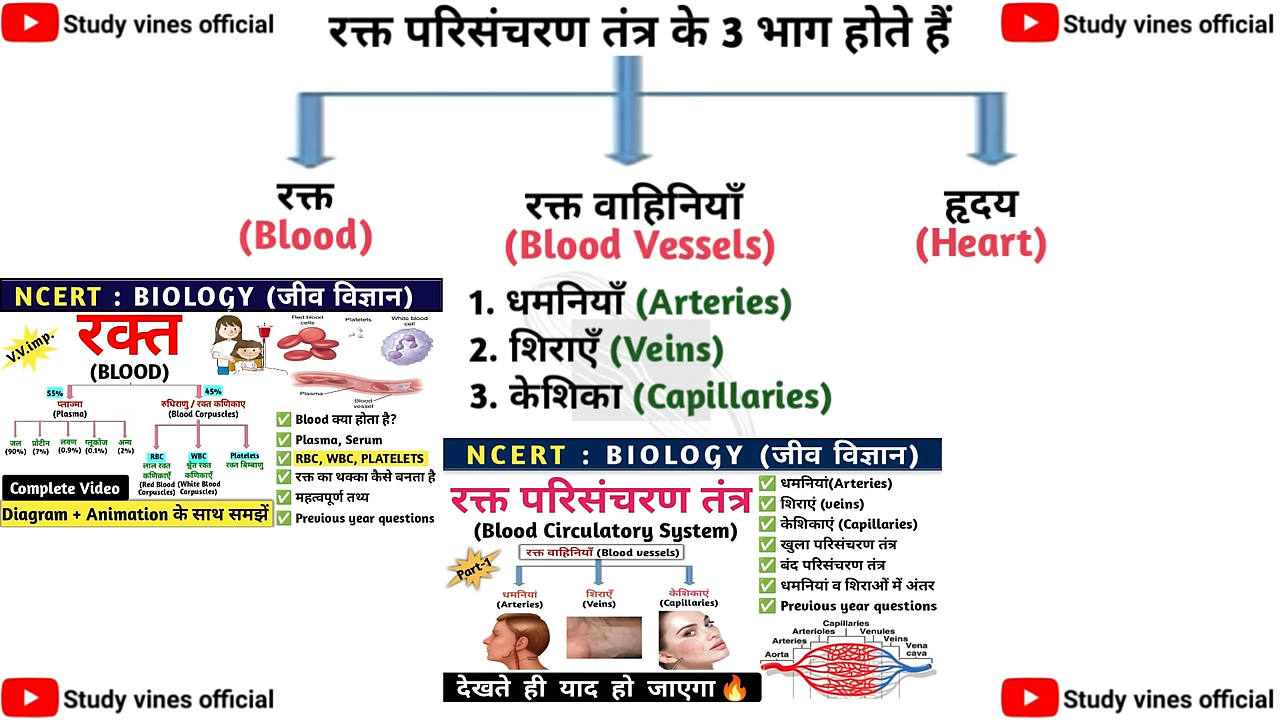 Study vines official
रक्त परिसंचरण तंत्र के 3 भाग होते हैं
Study vines official
रक्त
(Blood)
रक्त वाहिनियाँ
(Blood Vessels)
हृदय
(Heart)
1. धमनियाँ (Arteries)
2. शिराएँ (Veins)
3. केशिका (Capillaries)
NCERT : BIOLOGY (जीव विज्ञान)
V.V.imp.
रक्त
(BLOOD)
Red blood
cells
Platelets
White blood
cell
Plasma
Blood
vessel
55%
45%
प्लाज्मा
(Plasma)
रुधिराणु / रक्त कणिकाए
(Blood Corpuscles)
जल
(90%)
प्रोटीन
(7%)
लवण
(0.9%)
ग्लूकोज
(0.1%)
अन्य
(2%)
RBC
लाल रक्त
कणिकाएँ
(Red Blood
Corpuscles)
WBC
श्वेत रक्त
कणिकाएँ
(White Blood
Corpuscles)
Platelets
रक्त बिम्बाणु
✅ Blood क्या होता है?
✅ Plasma, Serum
✅ RBC, WBC, PLATELETS
✅ रक्त का थक्का कैसे बनता है
✅ महत्वपूर्ण तथ्य
✅ Previous year questions
Complete Video
Diagram + Animation के साथ समझें
NCERT : BIOLOGY (जीव विज्ञान)
रक्त परिसंचरण तंत्र
(Blood Circulatory System)
रक्त वाहिनियाँ (Blood vessels)
Part-1
धमनियां
(Arteries)
शिराएँ
(Veins)
केशिकाएं
(Capillaries)
✅ धमनियां(Arteries)
✅ शिराएं (veins)
✅ केशिकाएं (Capillaries)
✅ खुला परिसंचरण तंत्र
✅ बंद परिसंचरण तंत्र
✅ धमनियां व शिराओं में अंतर
✅ Previous year questions
Capillaries
Arterioles
Venules
Arteries
Veins
Aorta
Vena
cava
देखते ही याद हो जाएगा🔥
Study vines official
Study vines official